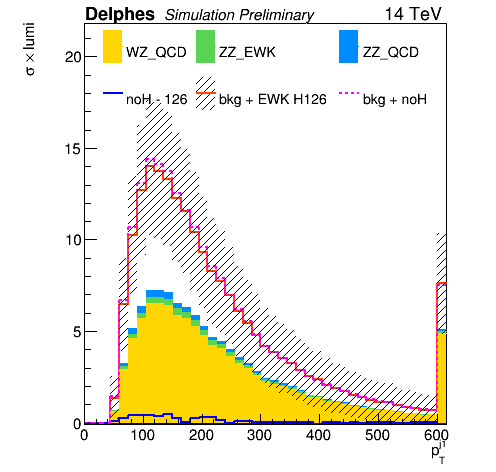 Delphes Simulation Preliminary 14 TeV
σ × lumi
WZ_QCD ZZ_EWK ZZ_QCD
noH - 126 bkg + EWK H126 bkg + noH
20
15
10
5
0
0 100 200 300 400 500 600
p_T^{j1}